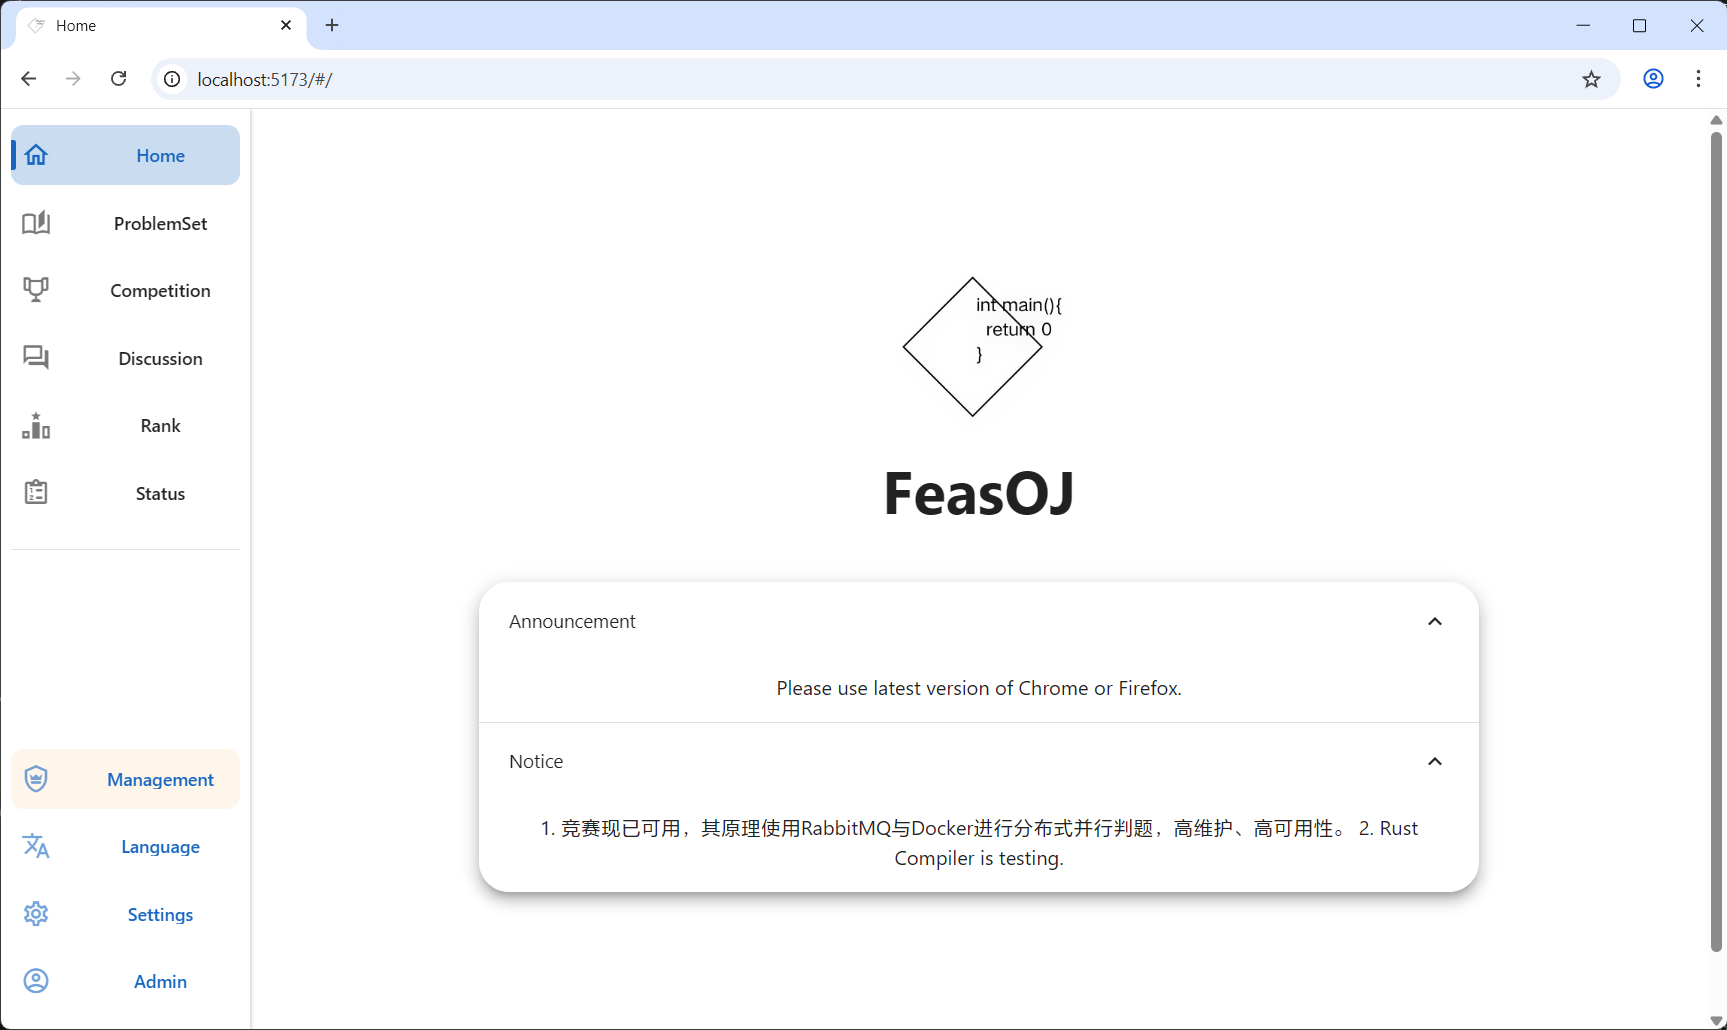 Home
localhost:5173/#/
Home
ProblemSet
Competition
Discussion
Rank
Status
Management
Language
Settings
Admin
int main(){
return 0
}
FeasOJ
Announcement
Please use latest version of Chrome or Firefox.
Notice
1. 竞赛现已可用，其原理使用RabbitMQ与Docker进行分布式并行判题，高维护、高可用性。 2. Rust
Compiler is testing.